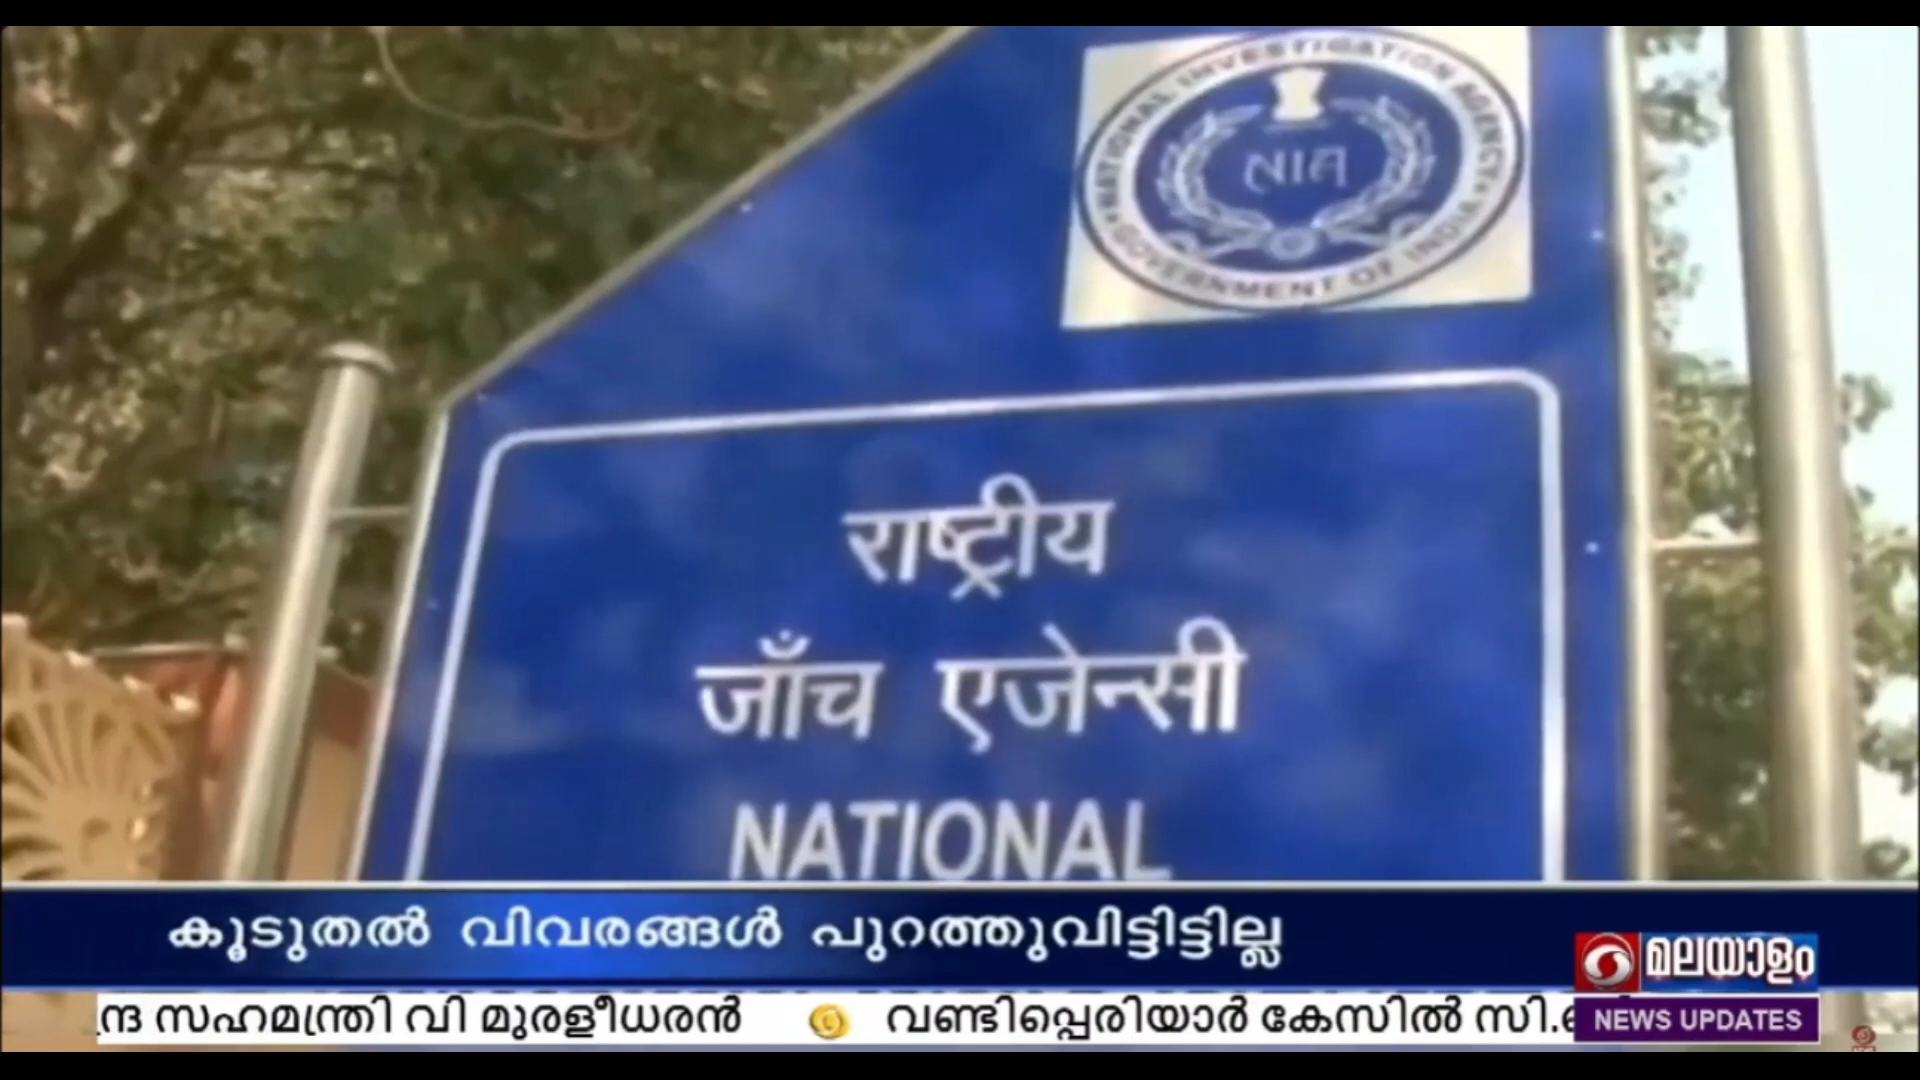 NATIONAL INVESTIGATION AGENCY
GOVERNMENT OF INDIA
NIA
राष्ट्रीय
जाँच एजेन्सी
NATIONAL
കൂടുതൽ വിവരങ്ങൾ പുറത്തുവിട്ടിട്ടില്ല
മലയാളം
ന്ദ്ര സഹമന്ത്രി വി മുരളീധരൻ വണ്ടിപ്പെരിയാർ കേസിൽ സി.
NEWS UPDATES